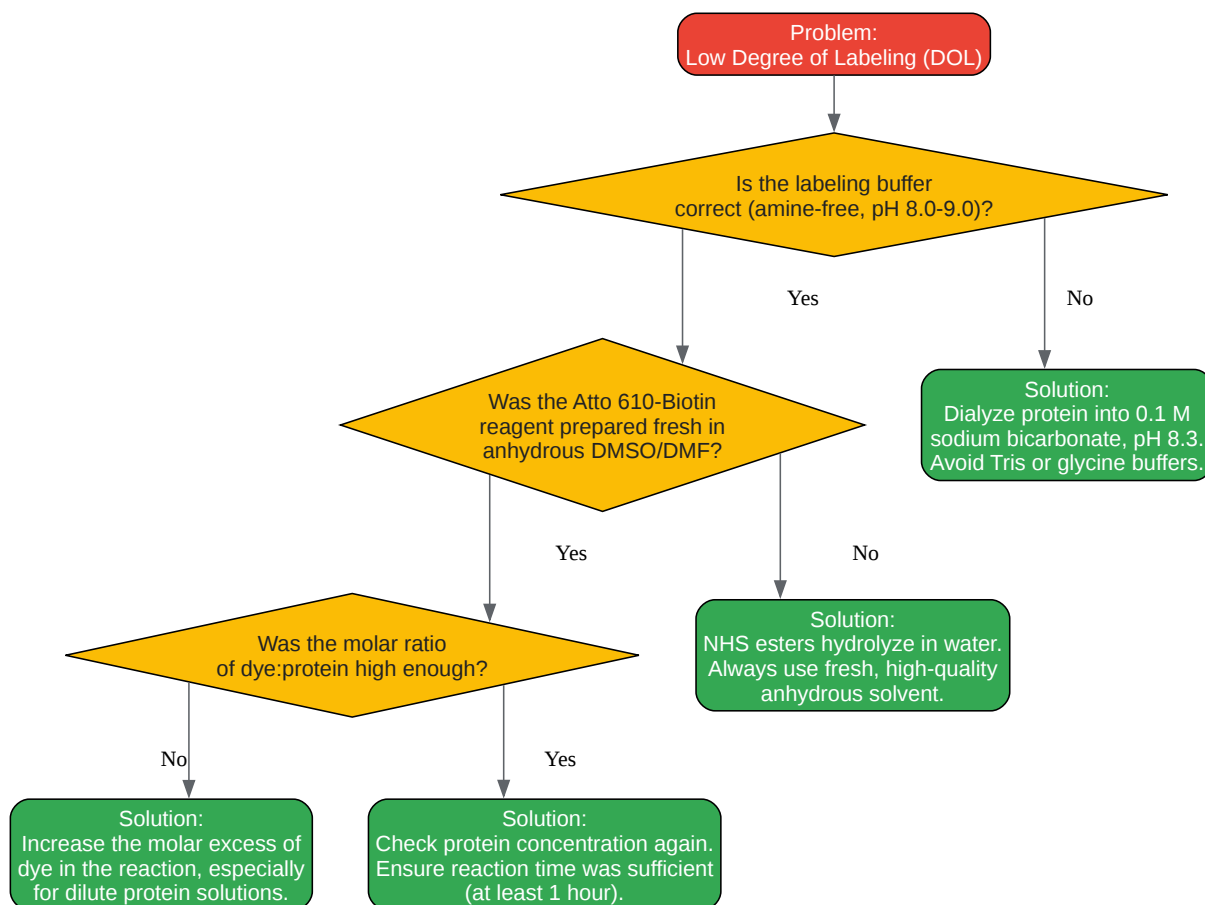 Problem:
Low Degree of Labeling (DOL)
Is the labeling buffer
correct (amine-free, pH 8.0-9.0)?
Yes
No
Was the Atto 610-Biotin
reagent prepared fresh in
anhydrous DMSO/DMF?
Solution:
Dialyze protein into 0.1 M
sodium bicarbonate, pH 8.3.
Avoid Tris or glycine buffers.
Yes
No
Was the molar ratio
of dye:protein high enough?
Solution:
NHS esters hydrolyze in water.
Always use fresh, high-quality
anhydrous solvent.
No
Yes
Solution:
Increase the molar excess of
dye in the reaction, especially
for dilute protein solutions.
Solution:
Check protein concentration again.
Ensure reaction time was sufficient
(at least 1 hour).